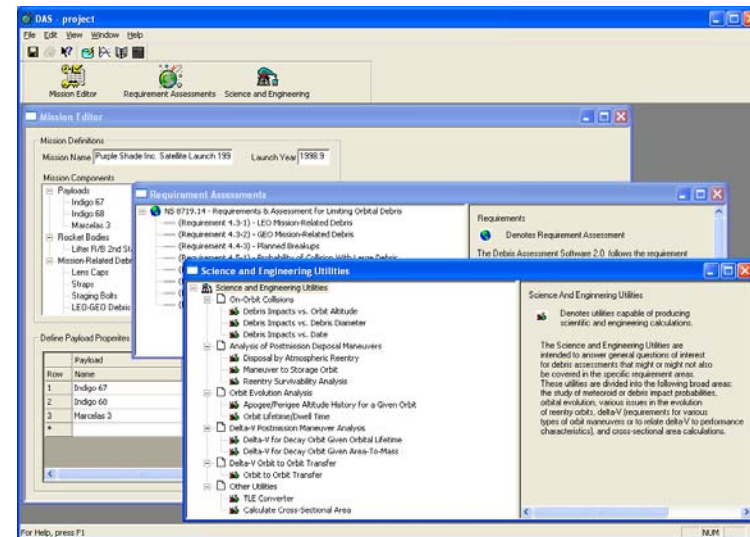 DAS - project
File Edit View Window Help
Mission Editor Requirement Assessments Science and Engineering
Mission Editor
Mission Definitions
Mission Name Purple Shade Inc. Satellite Launch 199 Launch Year 1998.9
Mission Components
Payloads
Indigo 67
Indigo 68
Marcelas 3
Rocket Bodies
Lifter R/B 2nd St
Mission-Related Debr
Lens Caps
Straps
Staging Bolts
LEO-GEO Debris
Define Payload Properites
Payload
Row Name
1 Indigo 67
2 Indigo 68
3 Marcelas 3
*
Requirement Assessments
NS 8719.14 - Requirements & Assessment for Limiting Orbital Debris
(Requirement 4.3-1) - LEO Mission-Related Debris
(Requirement 4.3-2) - GEO Mission-Related Debris
(Requirement 4.4-3) - Planned Breakups
(Requirement 4.5-1) - Probability of Collision With Large Debris
Requirements
Denotes Requirement Assessment
The Debris Assessment Software 2.0 follows the requirement
Science and Engineering Utilities
Science and Engineering Utilities
On-Orbit Collisions
Debris Impacts vs. Orbit Altitude
Debris Impacts vs. Debris Diameter
Debris Impacts vs. Date
Analysis of Postmission Disposal Maneuvers
Disposal by Atmospheric Reentry
Maneuver to Storage Orbit
Reentry Survivability Analysis
Orbit Evolution Analysis
Apogee/Perigee Altitude History for a Given Orbit
Orbit Lifetime/Dwell Time
Delta-V Postmission Maneuver Analysis
Delta-V for Decay Orbit Given Orbital Lifetime
Delta-V for Decay Orbit Given Area-To-Mass
Delta-V Orbit to Orbit Transfer
Orbit to Orbit Transfer
Other Utilities
TLE Converter
Calculate Cross-Sectional Area
Science And Enginnering Utilities
Denotes utilities capable of producing
scientific and engineering calculations.
The Science and Engineering Utilities are
intended to answer general questions of interest
for debris assessments that might or might not also
be covered in the specific requirement areas.
These utilities are divided into the following broad areas:
the study of meteoroid or debris impact probabilities,
orbital evolution, various issues in the evolution
of reentry orbits, delta-V (requirements for various
types of obit maneuvers or to relate delta-V to performance
characteristics), and cross-sectional area calculations.
For Help, press F1
NUM